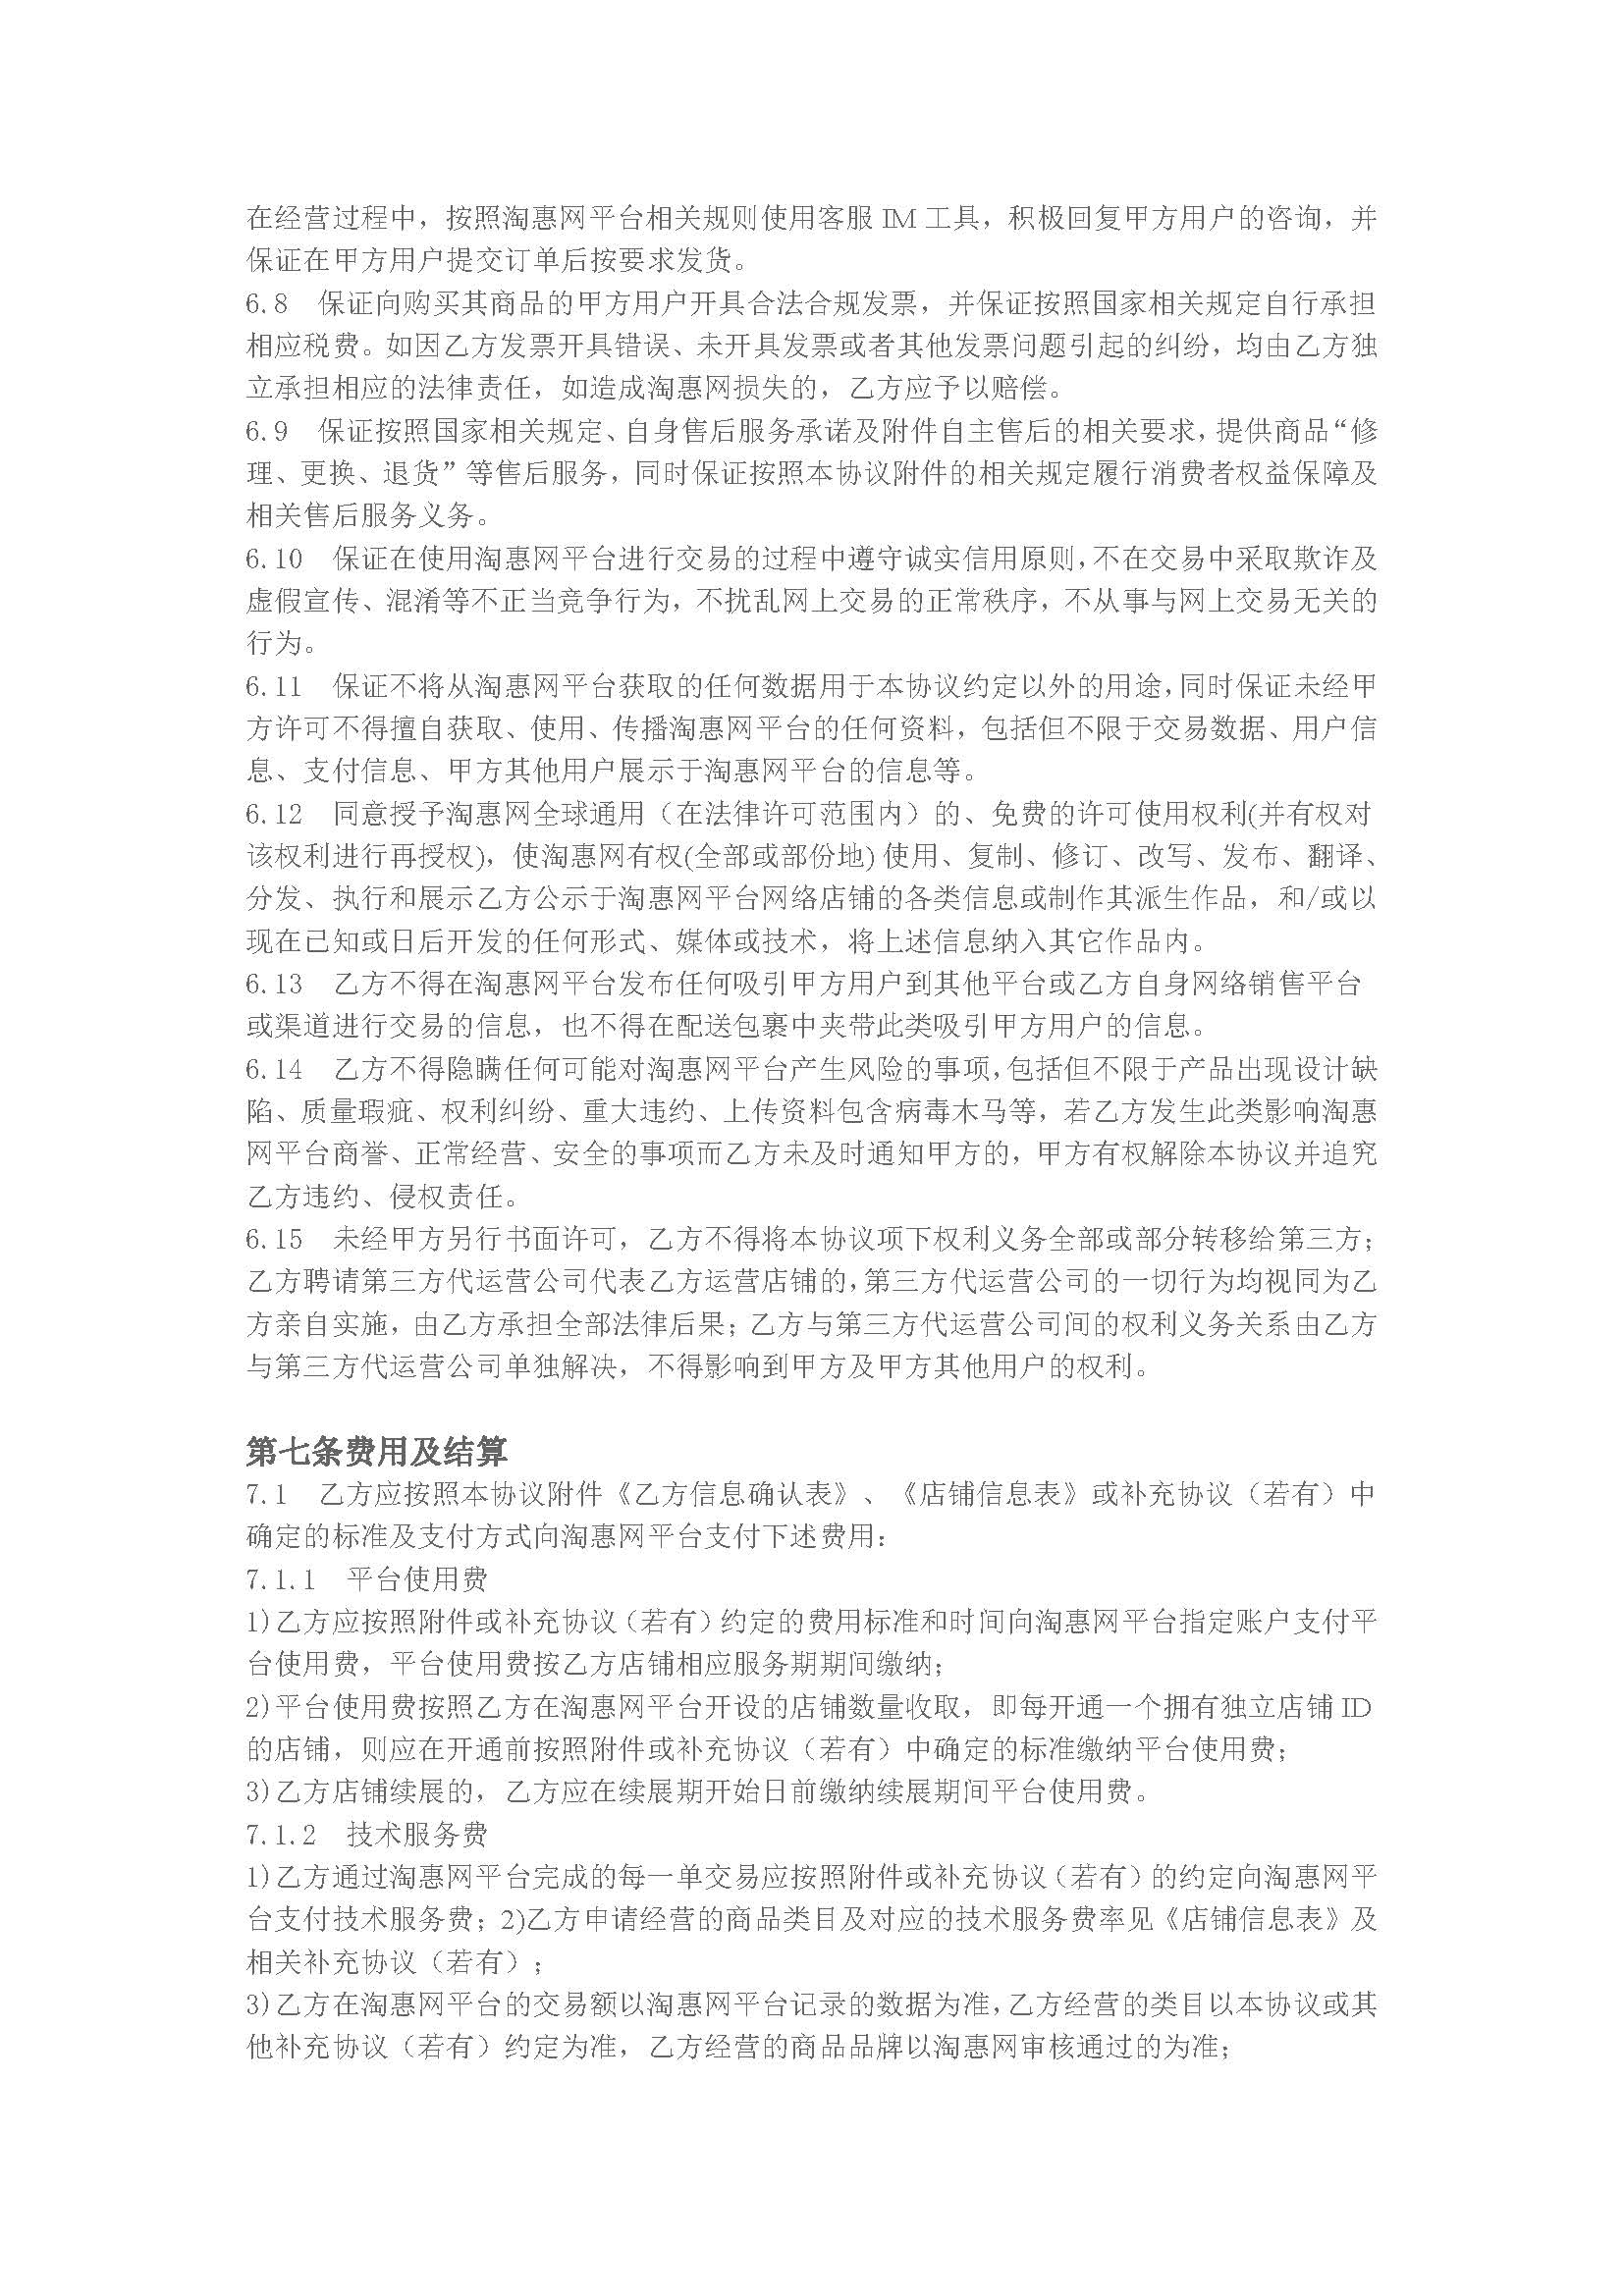 在经营过程中，按照淘惠网平台相关规则使用客服 IM 工具，积极回复甲方用户的咨询，并
保证在甲方用户提交订单后按要求发货。
6.8 保证向购买其商品的甲方用户开具合法合规发票，并保证按照国家相关规定自行承担
相应税费。如因乙方发票开具错误、未开具发票或者其他发票问题引起的纠纷，均由乙方独
立承担相应的法律责任，如造成淘惠网损失的，乙方应予以赔偿。
6.9 保证按照国家相关规定、自身售后服务承诺及附件自主售后的相关要求，提供商品“修
理、更换、退货”等售后服务，同时保证按照本协议附件的相关规定履行消费者权益保障及
相关售后服务义务。
6.10 保证在使用淘惠网平台进行交易的过程中遵守诚实信用原则，不在交易中采取欺诈及
虚假宣传、混淆等不正当竞争行为，不扰乱网上交易的正常秩序，不从事与网上交易无关的
行为。
6.11 保证不将从淘惠网平台获取的任何数据用于本协议约定以外的用途，同时保证未经甲
方许可不得擅自获取、使用、传播淘惠网平台的任何资料，包括但不限于交易数据、用户信
息、支付信息、甲方其他用户展示于淘惠网平台的信息等。
6.12 同意授予淘惠网全球通用（在法律许可范围内）的、免费的许可使用权利(并有权对
该权利进行再授权)，使淘惠网有权(全部或部份地) 使用、复制、修订、改写、发布、翻译、
分发、执行和展示乙方公示于淘惠网平台网络店铺的各类信息或制作其派生作品，和/或以
现在已知或日后开发的任何形式、媒体或技术，将上述信息纳入其它作品内。
6.13 乙方不得在淘惠网平台发布任何吸引甲方用户到其他平台或乙方自身网络销售平台
或渠道进行交易的信息，也不得在配送包裹中夹带此类吸引甲方用户的信息。
6.14 乙方不得隐瞒任何可能对淘惠网平台产生风险的事项，包括但不限于产品出现设计缺
陷、质量瑕疵、权利纠纷、重大违约、上传资料包含病毒木马等，若乙方发生此类影响淘惠
网平台商誉、正常经营、安全的事项而乙方未及时通知甲方的，甲方有权解除本协议并追究
乙方违约、侵权责任。
6.15 未经甲方另行书面许可，乙方不得将本协议项下权利义务全部或部分转移给第三方；
乙方聘请第三方代运营公司代表乙方运营店铺的，第三方代运营公司的一切行为均视同为乙
方亲自实施，由乙方承担全部法律后果；乙方与第三方代运营公司间的权利义务关系由乙方
与第三方代运营公司单独解决，不得影响到甲方及甲方其他用户的权利。
第七条费用及结算
7.1 乙方应按照本协议附件《乙方信息确认表》、《店铺信息表》或补充协议（若有）中
确定的标准及支付方式向淘惠网平台支付下述费用：
7.1.1 平台使用费
1)乙方应按照附件或补充协议（若有）约定的费用标准和时间向淘惠网平台指定账户支付平
台使用费，平台使用费按乙方店铺相应服务期期间缴纳；
2)平台使用费按照乙方在淘惠网平台开设的店铺数量收取，即每开通一个拥有独立店铺 ID
的店铺，则应在开通前按照附件或补充协议（若有）中确定的标准缴纳平台使用费；
3)乙方店铺续展的，乙方应在续展期开始日前缴纳续展期间平台使用费。
7.1.2 技术服务费
1)乙方通过淘惠网平台完成的每一单交易应按照附件或补充协议（若有）的约定向淘惠网平
台支付技术服务费；2)乙方申请经营的商品类目及对应的技术服务费率见《店铺信息表》及
相关补充协议（若有）；
3)乙方在淘惠网平台的交易额以淘惠网平台记录的数据为准，乙方经营的类目以本协议或其
他补充协议（若有）约定为准，乙方经营的商品品牌以淘惠网审核通过的为准；